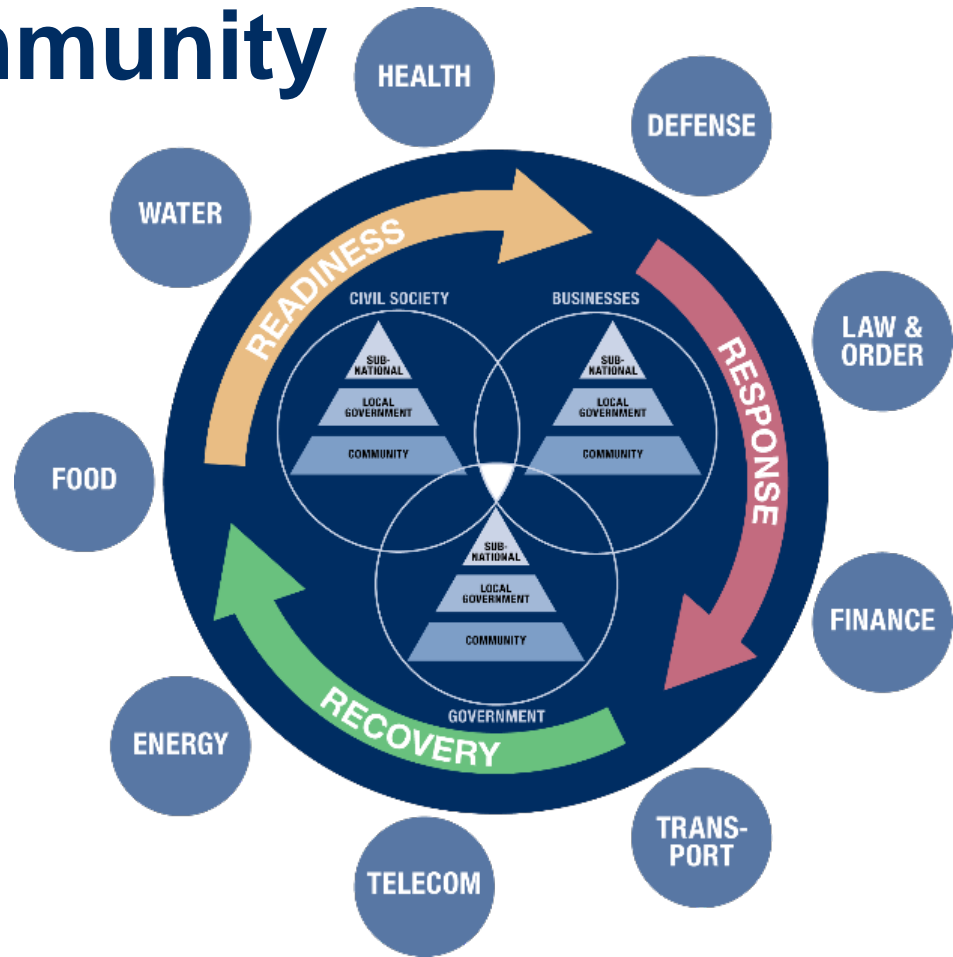 mmunity
HEALTH
DEFENSE
WATER
LAW &
ORDER
READINESS
CIVIL SOCIETY
BUSINESSES
RESPONSE
SUB-
NATIONAL
LOCAL
GOVERNMENT
COMMUNITY
SUB-
NATIONAL
LOCAL
GOVERNMENT
COMMUNITY
FOOD
SUB-
NATIONAL
LOCAL
GOVERNMENT
COMMUNITY
FINANCE
GOVERNMENT
RECOVERY
ENERGY
TRANS-
PORT
TELECOM